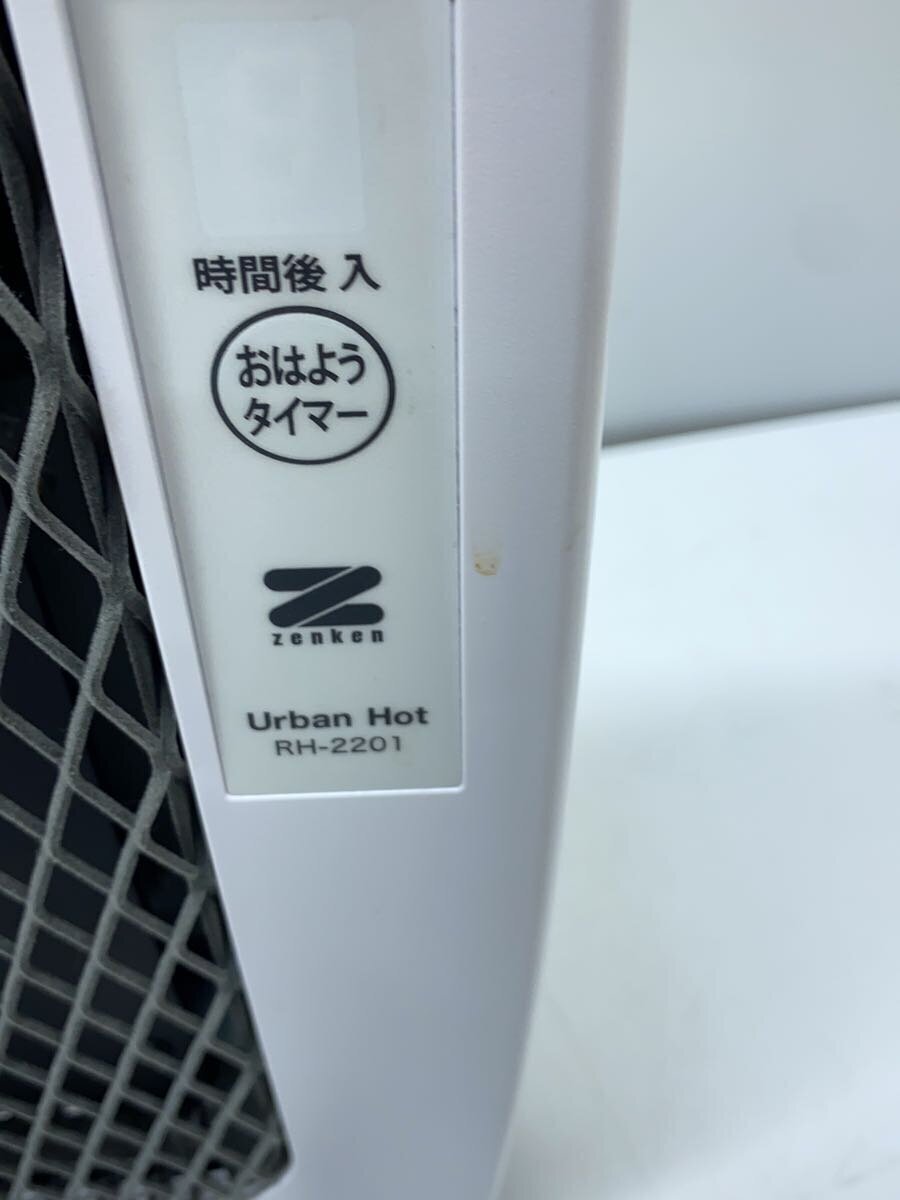 時間後 入
おはよう
タイマー
zenken
Urban Hot
RH-2201